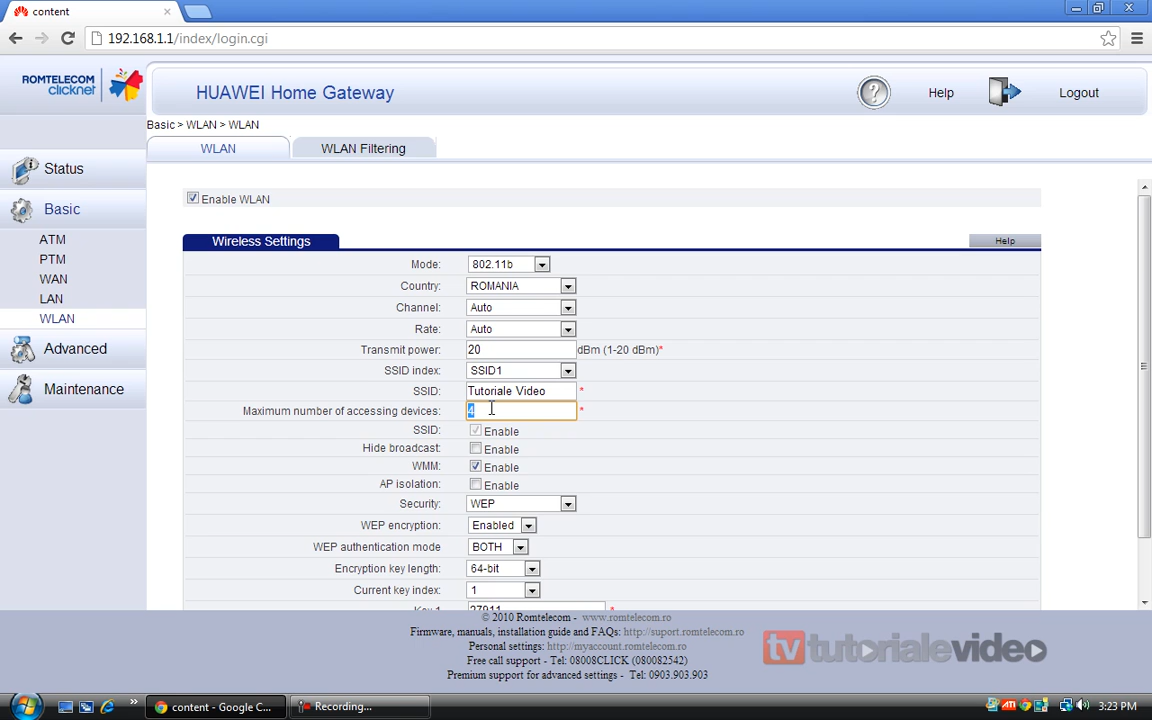 content
192.168.1.1/index/login.cgi
ROMTELECOM
clicknet
HUAWEI Home Gateway
? Help Logout
Basic > WLAN > WLAN
WLAN WLAN Filtering
Status
Basic
ATM
PTM
WAN
LAN
WLAN
Advanced
Maintenance
Enable WLAN
Wireless Settings Help
Mode: 802.11b
Country: ROMANIA
Channel: Auto
Rate: Auto
Transmit power: 20 dBm (1-20 dBm)*
SSID index: SSID1
SSID: Tutoriale Video *
Maximum number of accessing devices: 4 *
SSID: Enable
Hide broadcast: Enable
WMM: Enable
AP isolation: Enable
Security: WEP
WEP encryption: Enabled
WEP authentication mode BOTH
Encryption key length: 64-bit
Current key index: 1
Key 1 27911 *
© 2010 Romtelecom - www.romtelecom.ro
Firmware, manuals, installation guide and FAQs: http://suport.romtelecom.ro
Personal settings: http://myaccount.romtelecom.ro
Free call support - Tel: 08008CLICK (080082542)
Premium support for advanced settings - Tel: 0903.903.903
tv tutorialevideo
» content - Google C... Recording... ATI 3:23 PM